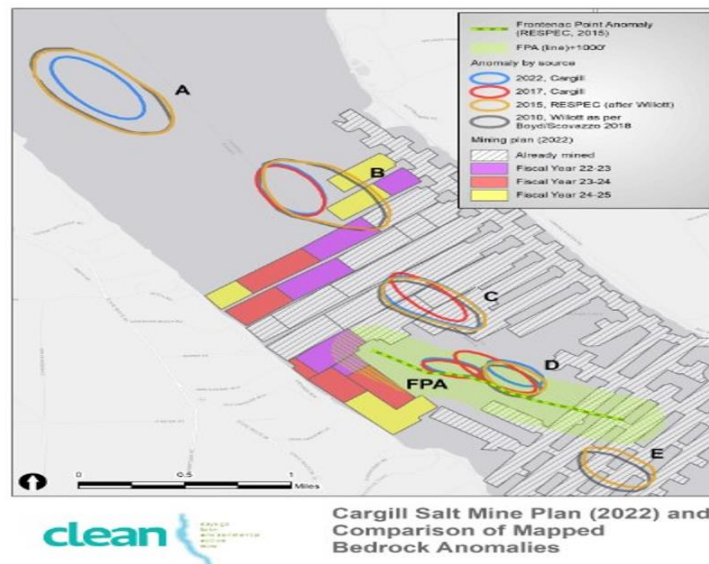 Frontenac Point Anomaly
(RESPEC, 2015)
FPA (line)+1000'
Anomaly by source
2022, Cargill
2017, Cargill
2015, RESPEC (after Willott)
2010, Willott as per
Boyd/Scovazzo 2018
Mining plan (2022)
Already mined
Fiscal Year 22-23
Fiscal Year 23-24
Fiscal Year 24-25
A
B
C
D
FPA
E
0 0.5 1
Miles
clean
Cargill Salt Mine Plan (2022) and
Comparison of Mapped
Bedrock Anomalies